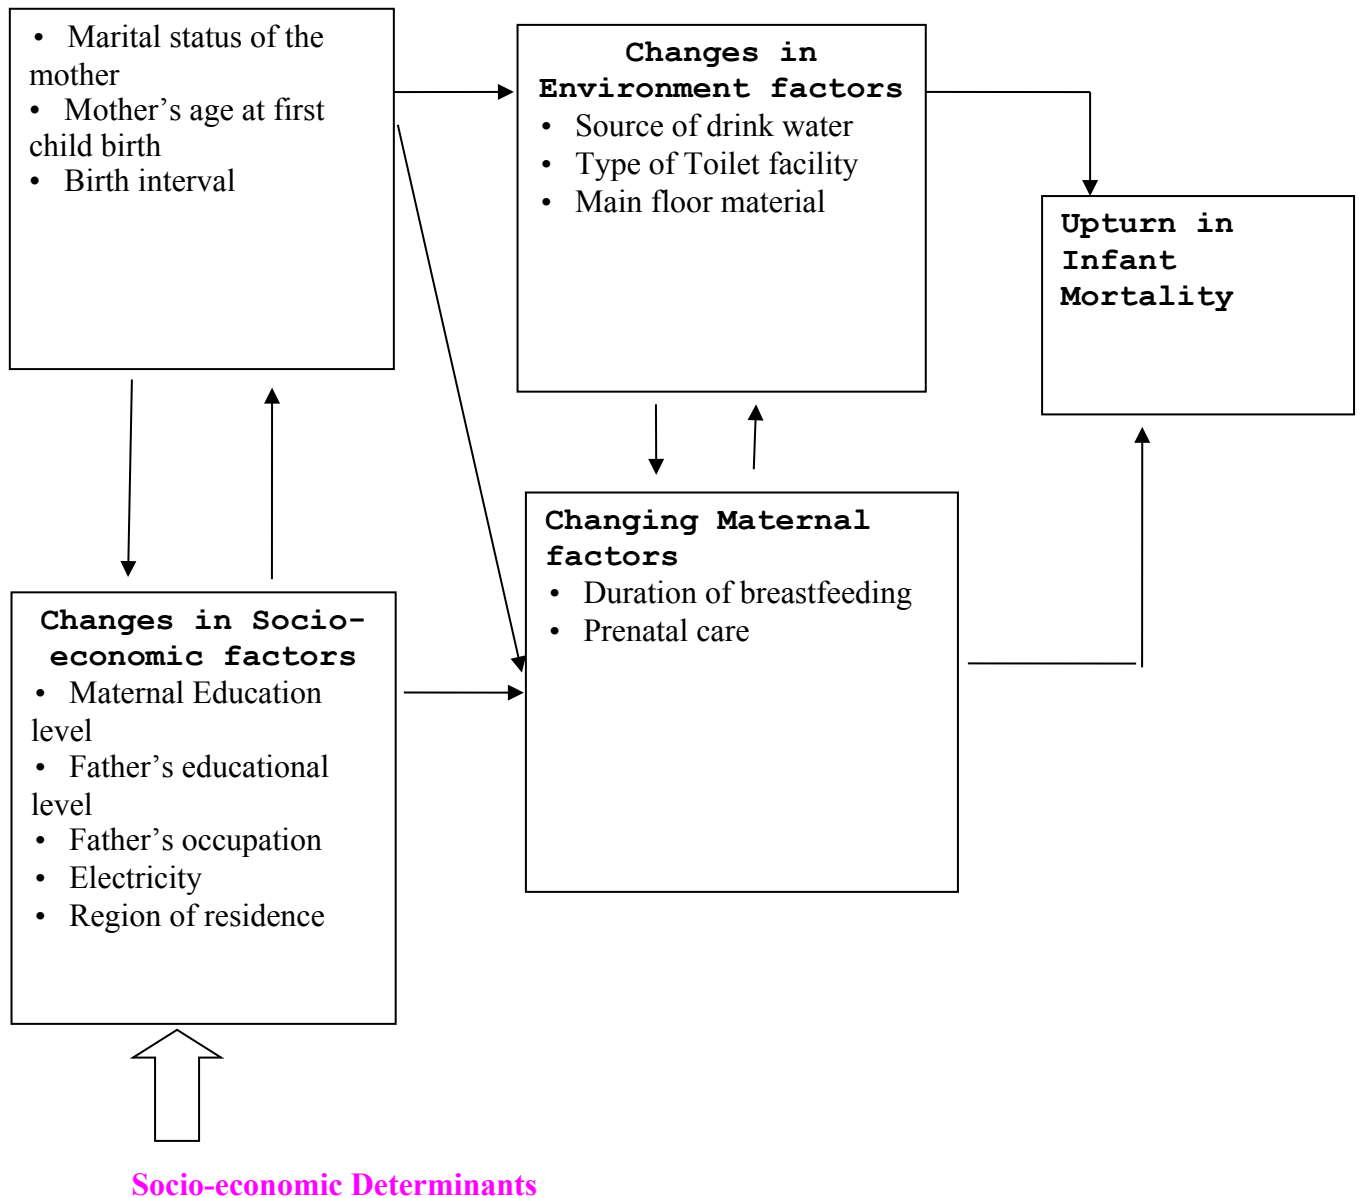 • Marital status of the
mother
• Mother’s age at first
child birth
• Birth interval
Changes in
Environment factors
• Source of drink water
• Type of Toilet facility
• Main floor material
Upturn in
Infant
Mortality
Changing Maternal
factors
• Duration of breastfeeding
• Prenatal care
Changes in Socio-
economic factors
• Maternal Education
level
• Father’s educational
level
• Father’s occupation
• Electricity
• Region of residence
Socio-economic Determinants